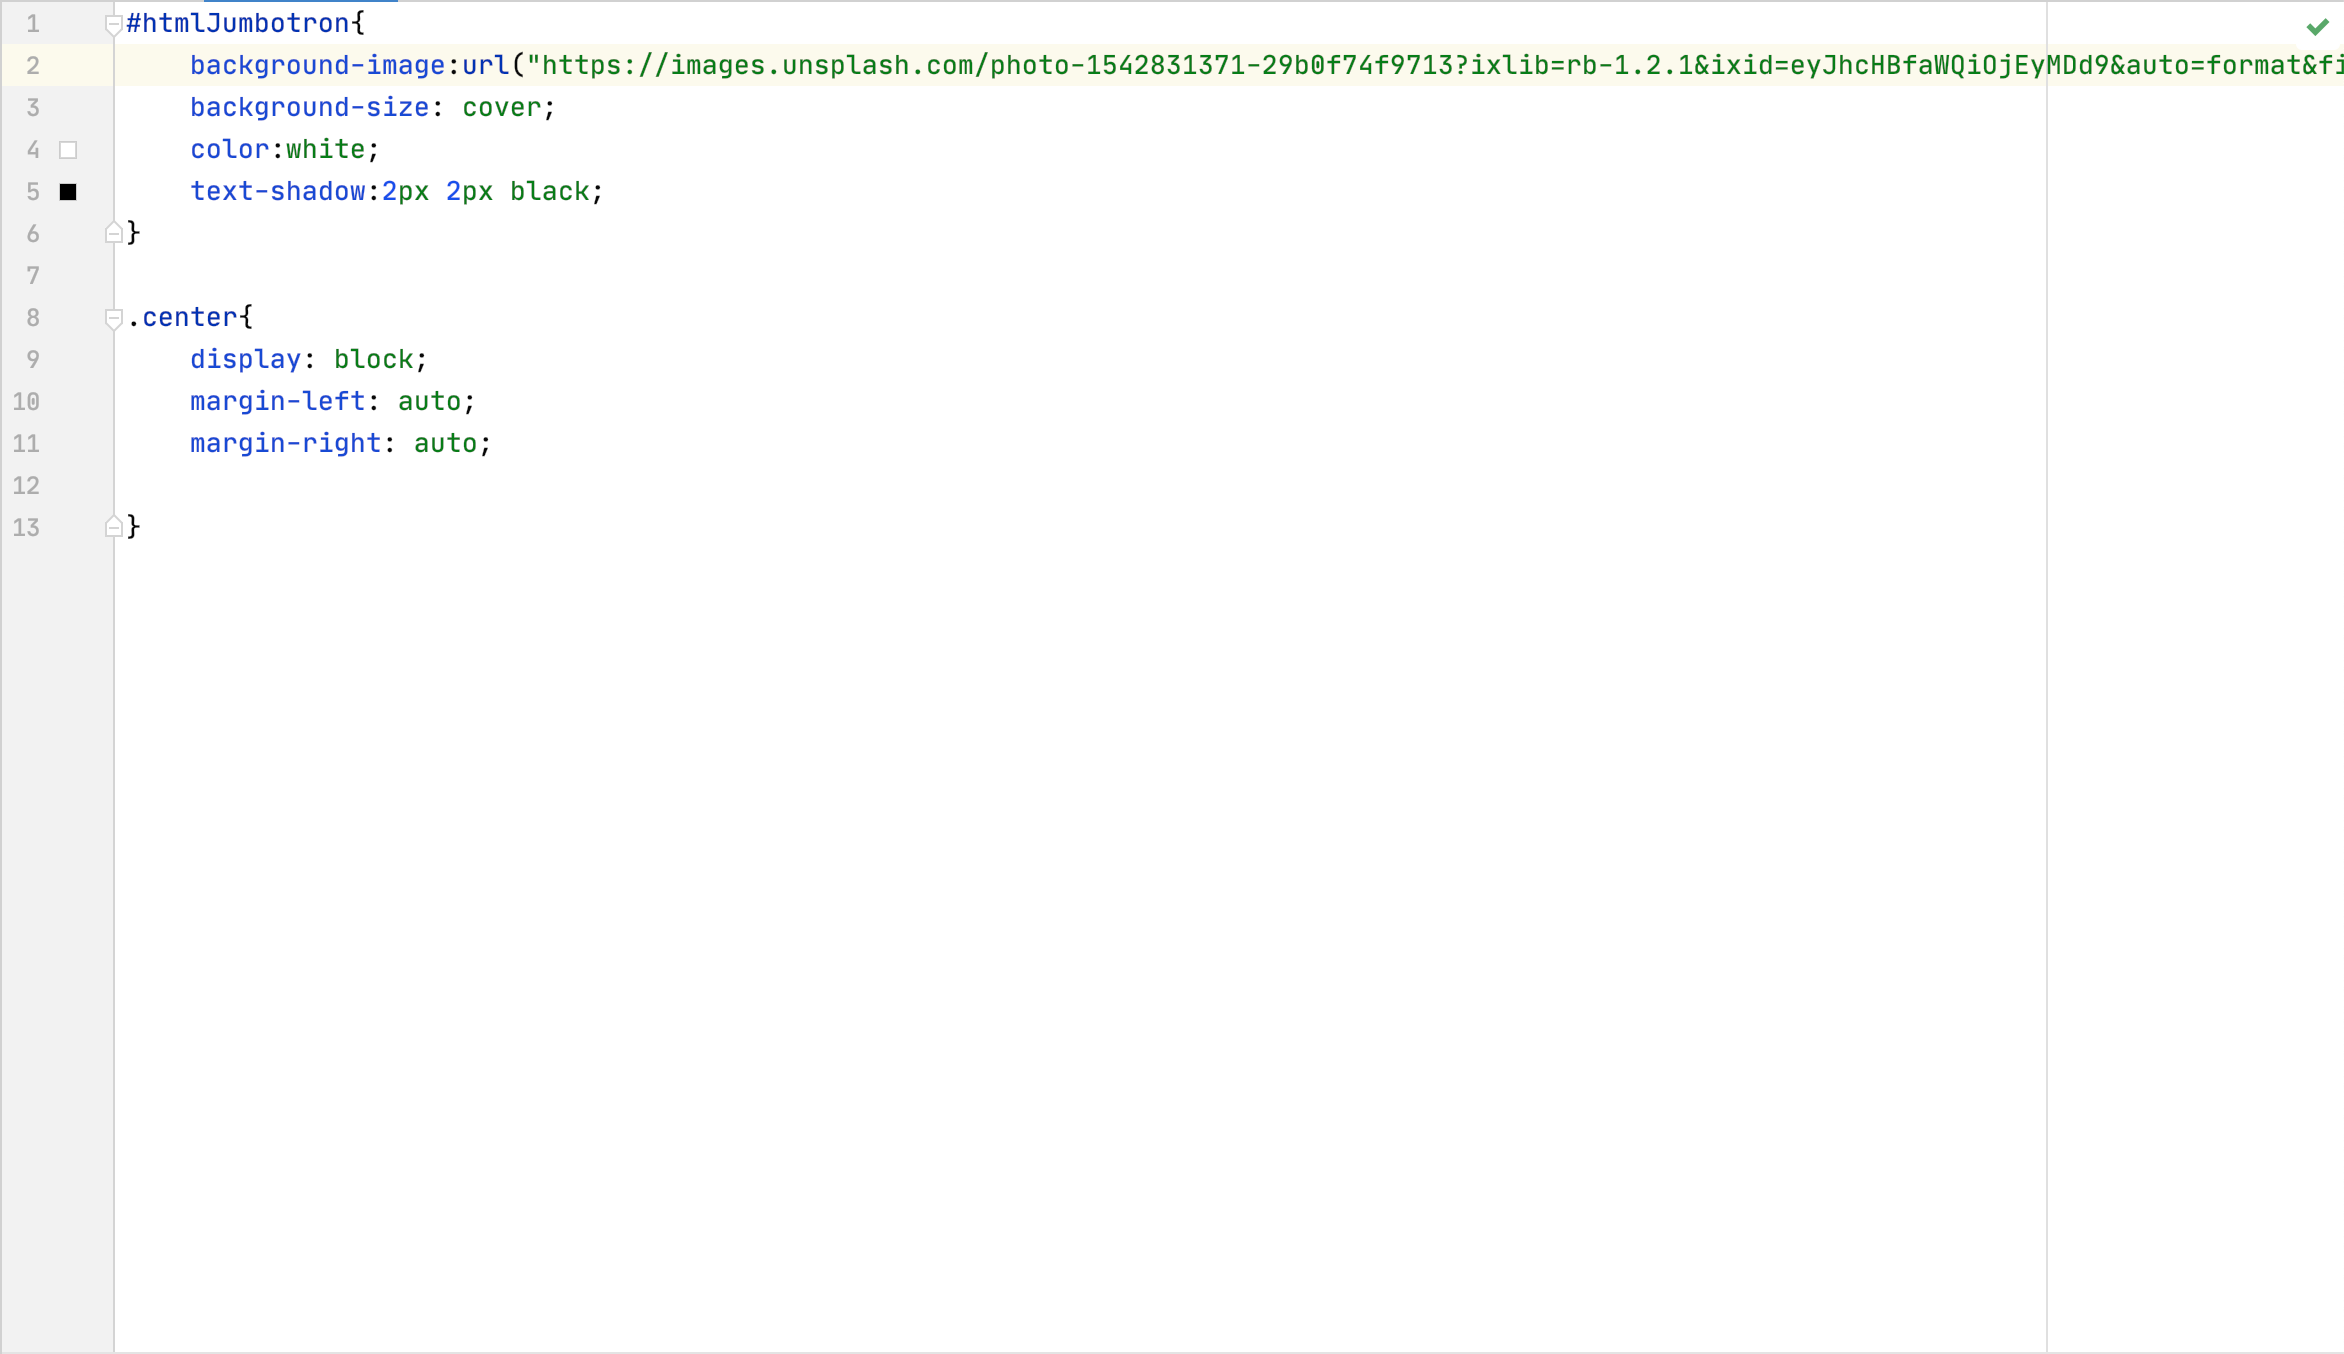 1 #htmlJumbotron{
2 background-image:url("https://images.unsplash.com/photo-1542831371-29b0f74f9713?ixlib=rb-1.2.1&ixid=eyJhcHBfaWQiOjEyMDd9&auto=format&fi
3 background-size: cover;
4 color:white;
5 text-shadow:2px 2px black;
6 }
7
8 .center{
9 display: block;
10 margin-left: auto;
11 margin-right: auto;
12
13 }